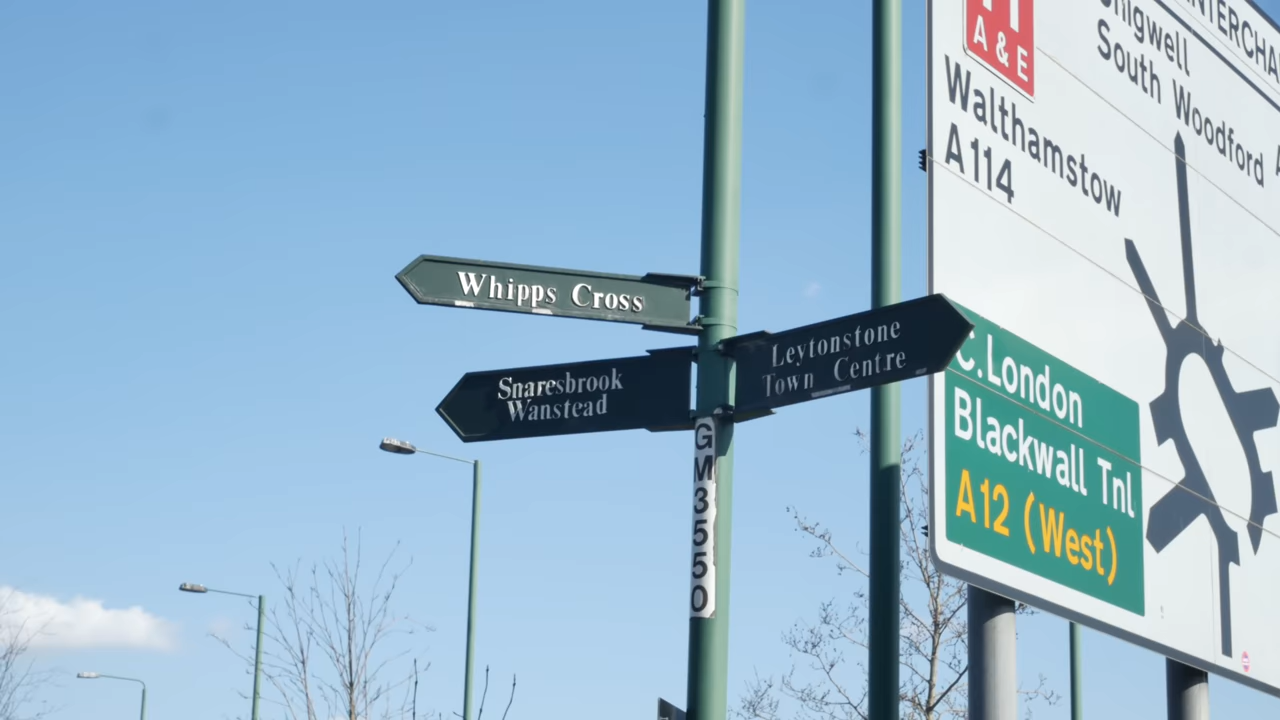 Whipps Cross
Snaresbrook
Wanstead
Leytonstone
Town Centre
GM3550
A & E
Walthamstow
A114
South Woodford
C. London
Blackwall Tnl
A12 (West)